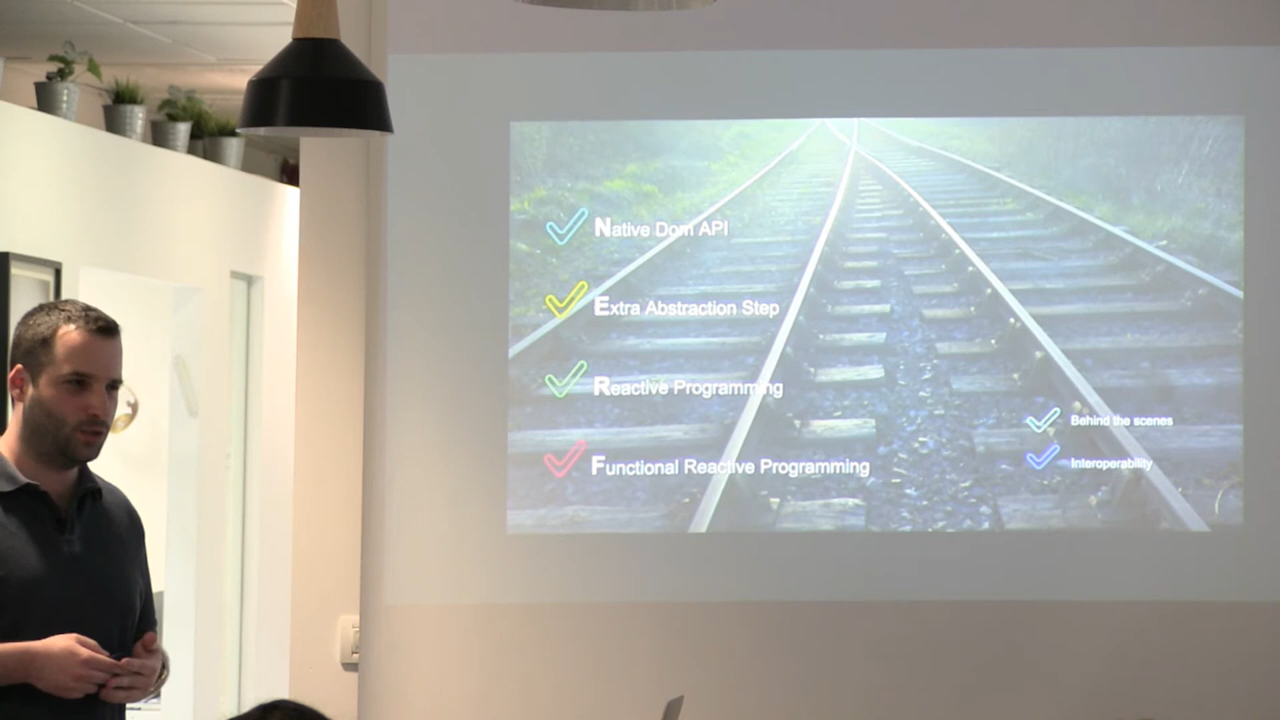 Native Dom API
Extra Abstraction Step
Reactive Programming
Functional Reactive Programming
Behind the scenes
Interoperability